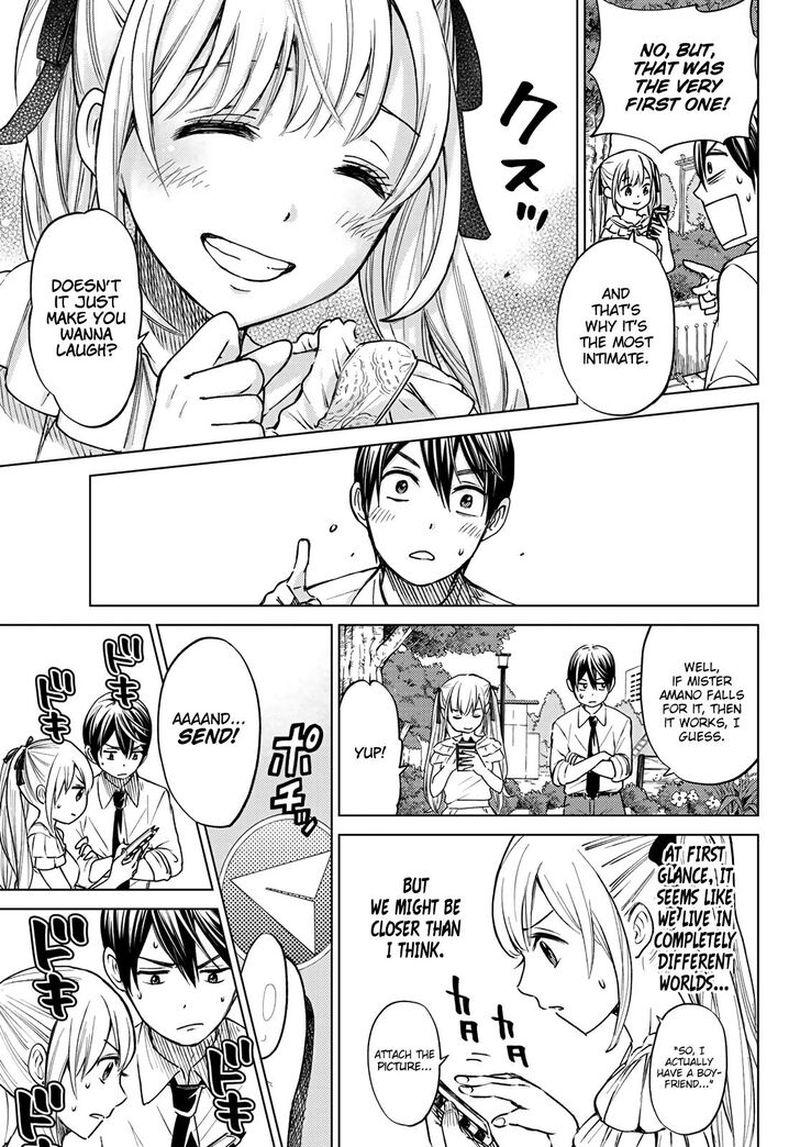 NO, BUT,
THAT WAS
THE VERY
FIRST ONE!
AND
THAT'S
WHY IT'S
THE MOST
INTIMATE.
クスッ
DOESN'T
IT JUST
MAKE YOU
WANNA
LAUGH?
WELL,
IF MISTER
AMANO FALLS
FOR IT, THEN
IT WORKS, I
GUESS.
YUP!
AT FIRST
GLANCE, IT
SEEMS LIKE
WE LIVE IN
COMPLETELY
DIFFERENT
WORLDS...
"SO, I
ACTUALLY
HAVE A BOY-
FRIEND..."
BUT
WE MIGHT BE
CLOSER THAN
I THINK.
カタ
カタ
ATTACH THE
PICTURE...
AAAAND...
SEND!
ポチッ
ドキ
ドキ
ドキ
ドキ